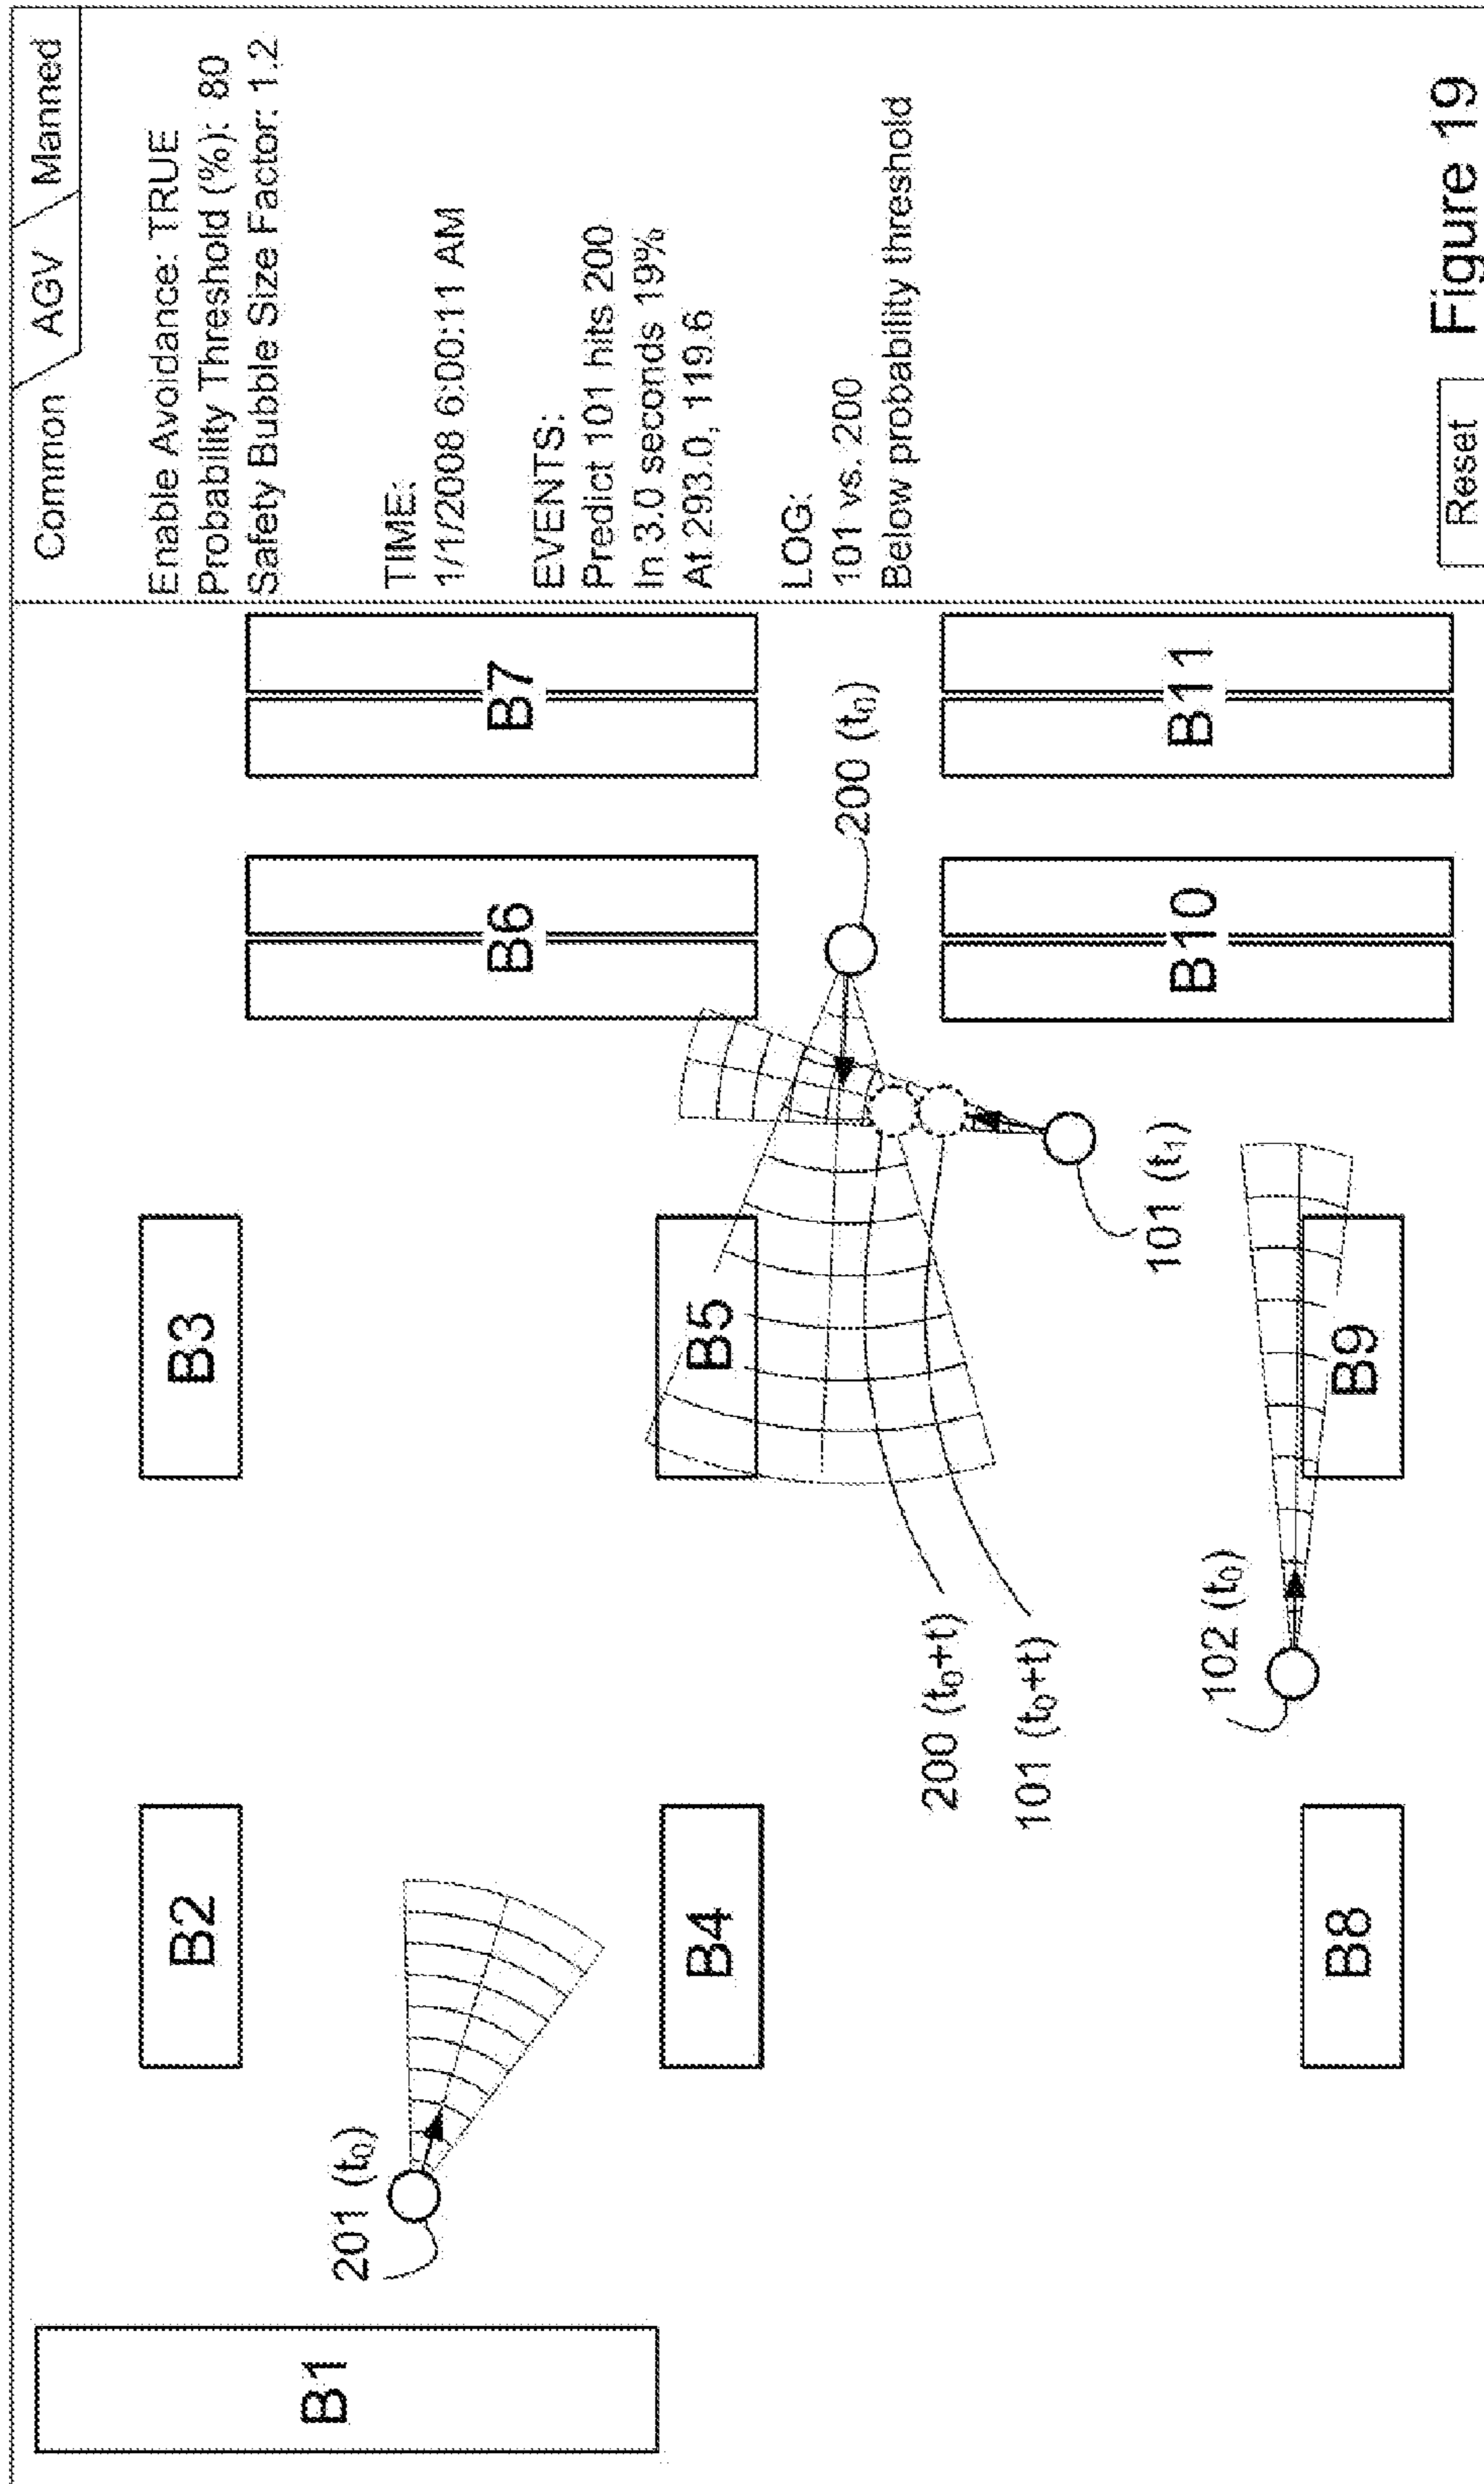 Common AGV Manned
Enable Avoidance: TRUE
Probability Threshold (%): 80
Safety Bubble Size Factor: 1.2
TIME:
1/1/2008 6:00:11 AM
EVENTS:
Predict 101 hits 200
In 3.0 seconds 19%
At 293.0, 119.6
LOG:
101 vs. 200
Below probability threshold
Reset
Figure 19
B1
B2
B3
201 (t₀)
B4
B5
B6
B7
200 (t₀)
200 (t₀+t)
101 (t₀+t)
101 (t₁)
102 (t₀)
B8
B9
B10
B11